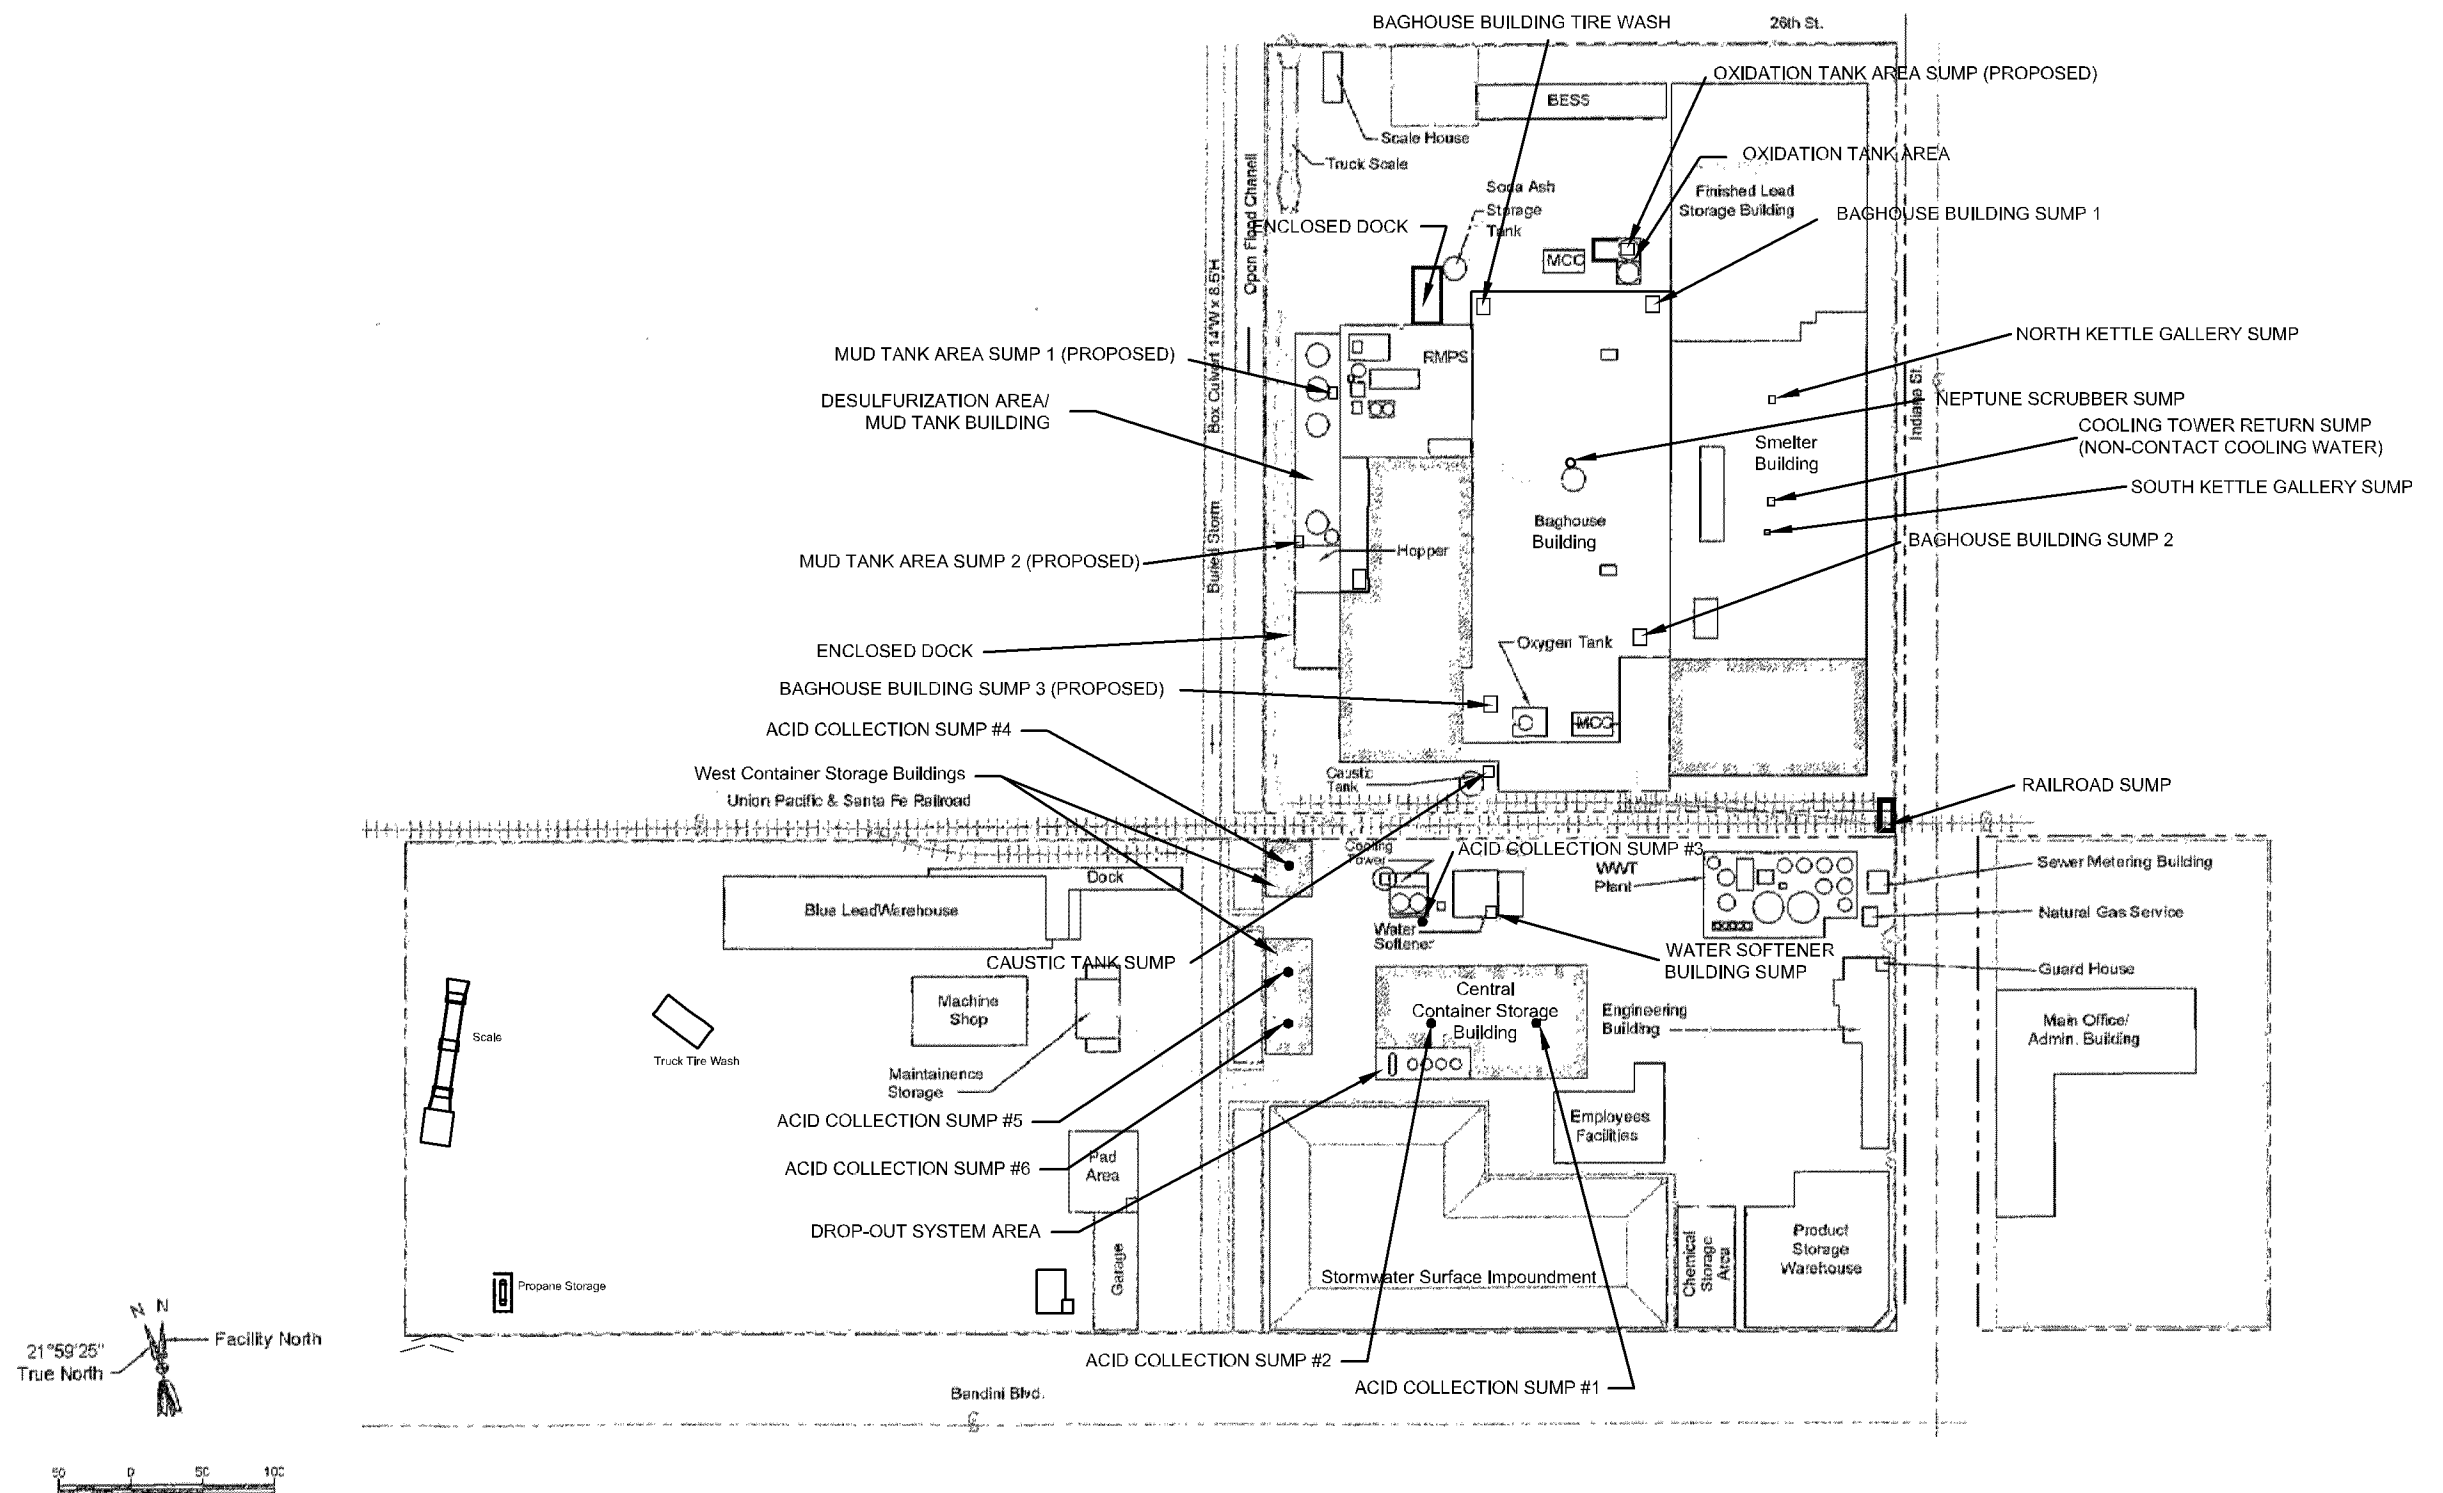 BAGHOUSE BUILDING TIRE WASH
26th St.
OXIDATION TANK AREA SUMP (PROPOSED)
BESS
Scale House
Truck Scale
OXIDATION TANK AREA
Soda Ash
Storage
Tank
Finished Lead
Storage Building
BAGHOUSE BUILDING SUMP 1
ENCLOSED DOCK
Open Flood Chanell
MCC
Buried Storm Box Culvert 14'W x 8.5'H
MUD TANK AREA SUMP 1 (PROPOSED)
RMPS
NORTH KETTLE GALLERY SUMP
DESULFURIZATION AREA/
MUD TANK BUILDING
NEPTUNE SCRUBBER SUMP
Indiana St.
COOLING TOWER RETURN SUMP
(NON-CONTACT COOLING WATER)
Smelter
Building
SOUTH KETTLE GALLERY SUMP
Baghouse
Building
BAGHOUSE BUILDING SUMP 2
Hopper
MUD TANK AREA SUMP 2 (PROPOSED)
ENCLOSED DOCK
Oxygen Tank
BAGHOUSE BUILDING SUMP 3 (PROPOSED)
MCC
ACID COLLECTION SUMP #4
West Container Storage Buildings
Caustic
Tank
Union Pacific & Santa Fe Railroad
RAILROAD SUMP
Cooling
Tower
ACID COLLECTION SUMP #3
WWT
Plant
Sewer Metering Building
Dock
Blue LeadWarehouse
Natural Gas Service
Water
Softener
WATER SOFTENER
BUILDING SUMP
CAUSTIC TANK SUMP
Guard House
Central
Container Storage
Building
Machine
Shop
Engineering
Building
Main Office/
Admin. Building
Scale
Truck Tire Wash
Maintainence
Storage
ACID COLLECTION SUMP #5
Employees
Facilities
ACID COLLECTION SUMP #6
Pad
Area
DROP-OUT SYSTEM AREA
Garage
Stormwater Surface Impoundment
Chemical
Storage
Area
Product
Storage
Warehouse
Propane Storage
N N
Facility North
21°59'25"
True North
ACID COLLECTION SUMP #2
ACID COLLECTION SUMP #1
Bandini Blvd.
50 0 50 100